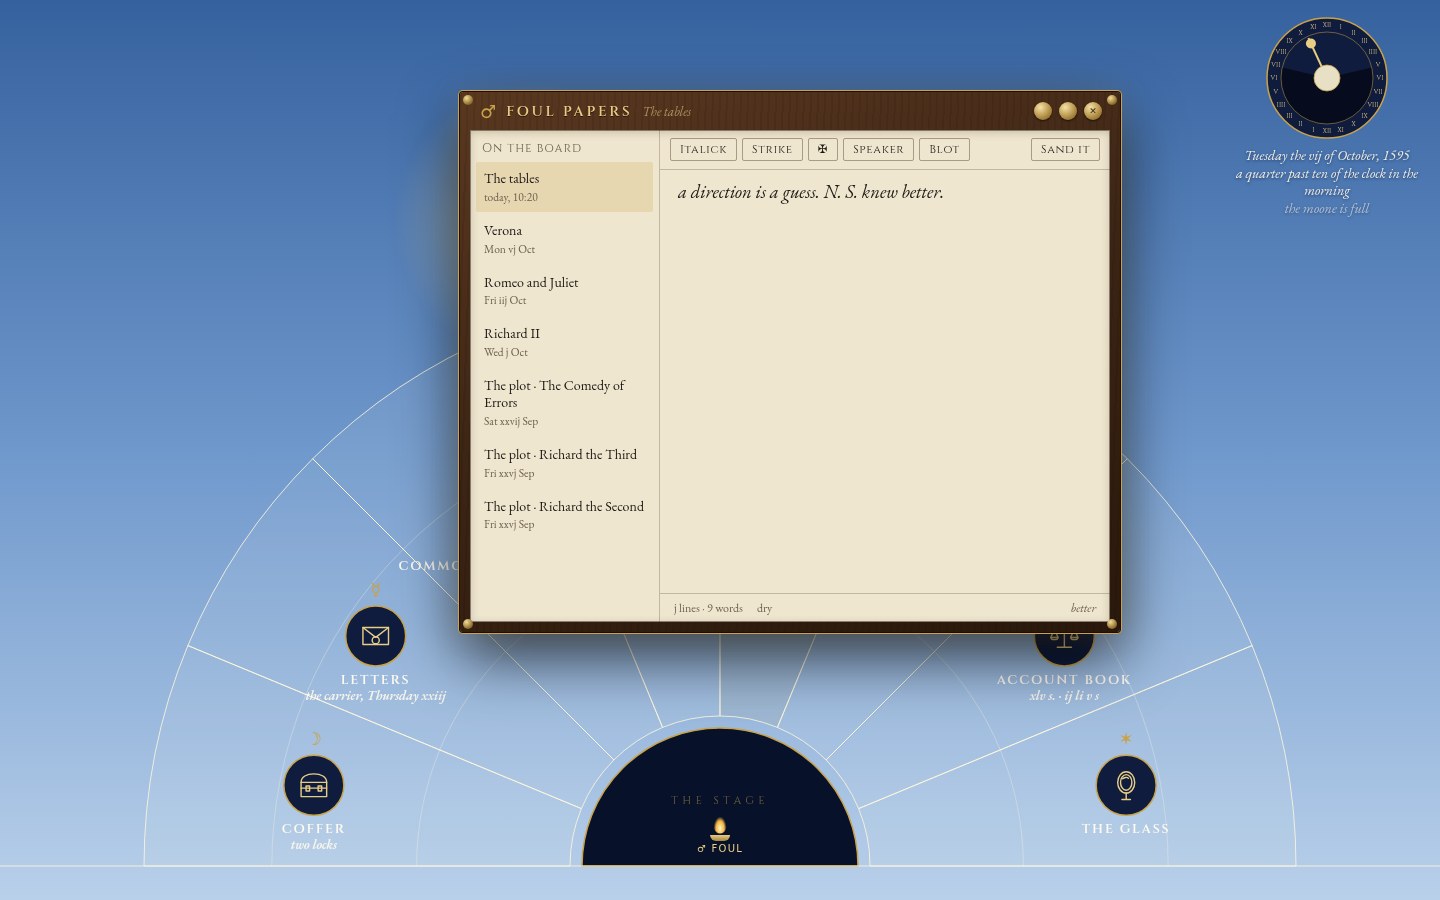 FOUL PAPERS The tables
On the board
The tables
today, 10:20
Verona
Mon vj Oct
Romeo and Juliet
Fri iij Oct
Richard II
Wed j Oct
The plot · The Comedy of
Errors
Sat xxvij Sep
The plot · Richard the Third
Fri xxvj Sep
The plot · Richard the Second
Fri xxvj Sep
Italick Strike ✠ Speaker Blot Sand it
a direction is a guess. N. S. knew better.
j lines · 9 words dry better
Tuesday the vij of October, 1595
a quarter past ten of the clock in the
morning
the moone is full
COMMO
LETTERS
the carrier, Thursday xxiij
COFFER
two locks
THE STAGE
♂ FOUL
ACCOUNT BOOK
xlv s. · ij li v s
THE GLASS